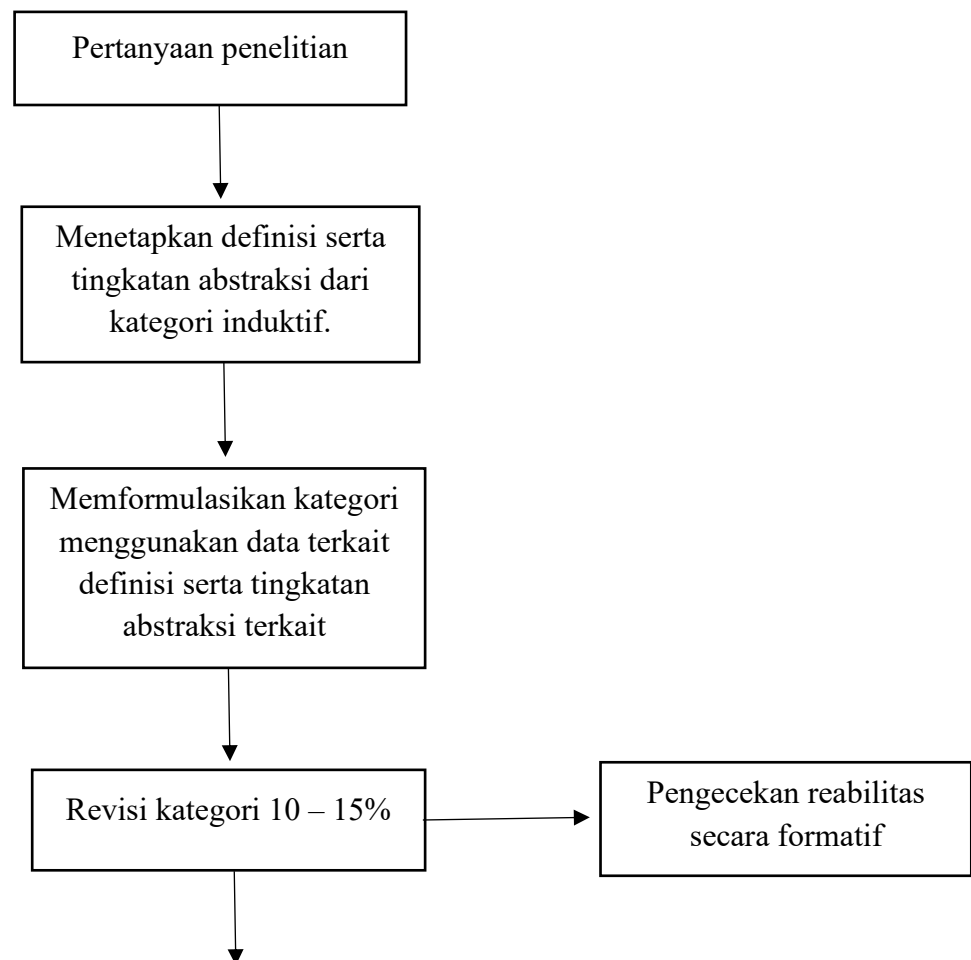 Pertanyaan penelitian
Menetapkan definisi serta
tingkatan abstraksi dari
kategori induktif.
Memformulasikan kategori
menggunakan data terkait
definisi serta tingkatan
abstraksi terkait
Revisi kategori 10 – 15%
Pengecekan reabilitas
secara formatif